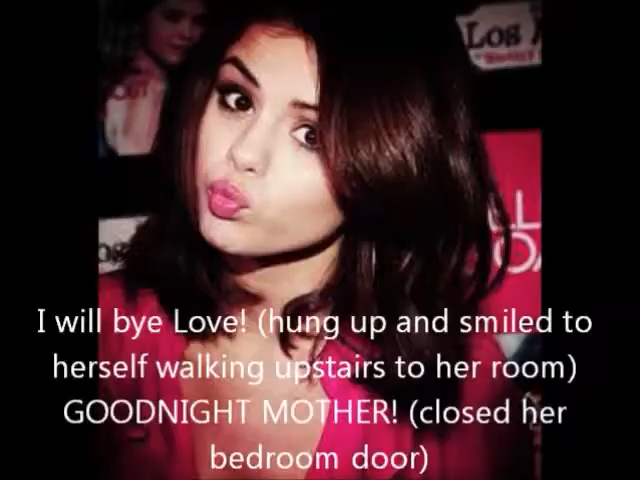 Los
I will bye Love! (hung up and smiled to
herself walking upstairs to her room)
GOODNIGHT MOTHER! (closed her
bedroom door)